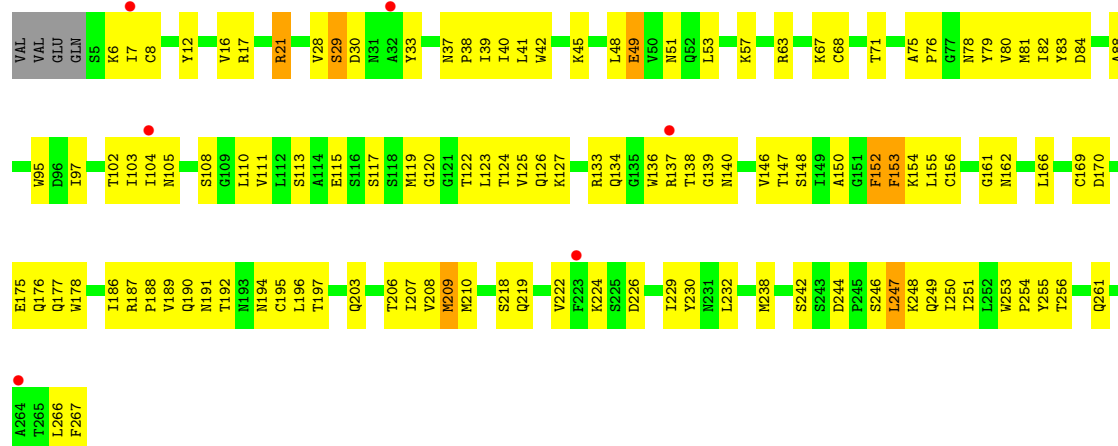 VAL VAL GLU GLN S5 K6 I7 C8 Y12 V16 R17 R21 V28 S29 D30 N31 A32 Y33 N37 P38 I39 I40 L41 W42 K45 L48 E49 V50 N51 Q52 L53 K57 R63 K67 C68 T71 A75 P76 G77 N78 Y79 V80 M81 I82 Y83 D84 A88
W95 D96 I97 T102 I103 I104 N105 S108 G109 L110 V111 L112 S113 A114 E115 S116 S117 S118 M119 G120 G121 T122 L123 T124 V125 Q126 K127 R133 Q134 G135 W136 R137 T138 G139 N140 V146 T147 S148 I149 A150 G151 F152 F153 K154 L155 C156 G161 N162 L166 C169 D170
E175 Q176 Q177 W178 I186 R187 P188 V189 Q190 N191 T192 N193 N194 C195 L196 T197 Q203 T206 I207 V208 M209 M210 S218 Q219 V222 F223 K224 S225 D226 I229 Y230 N231 L232 M238 S242 S243 D244 P245 S246 L247 K248 Q249 I250 I251 L252 W253 P254 Y255 T256 Q261
A264 T265 L266 F267